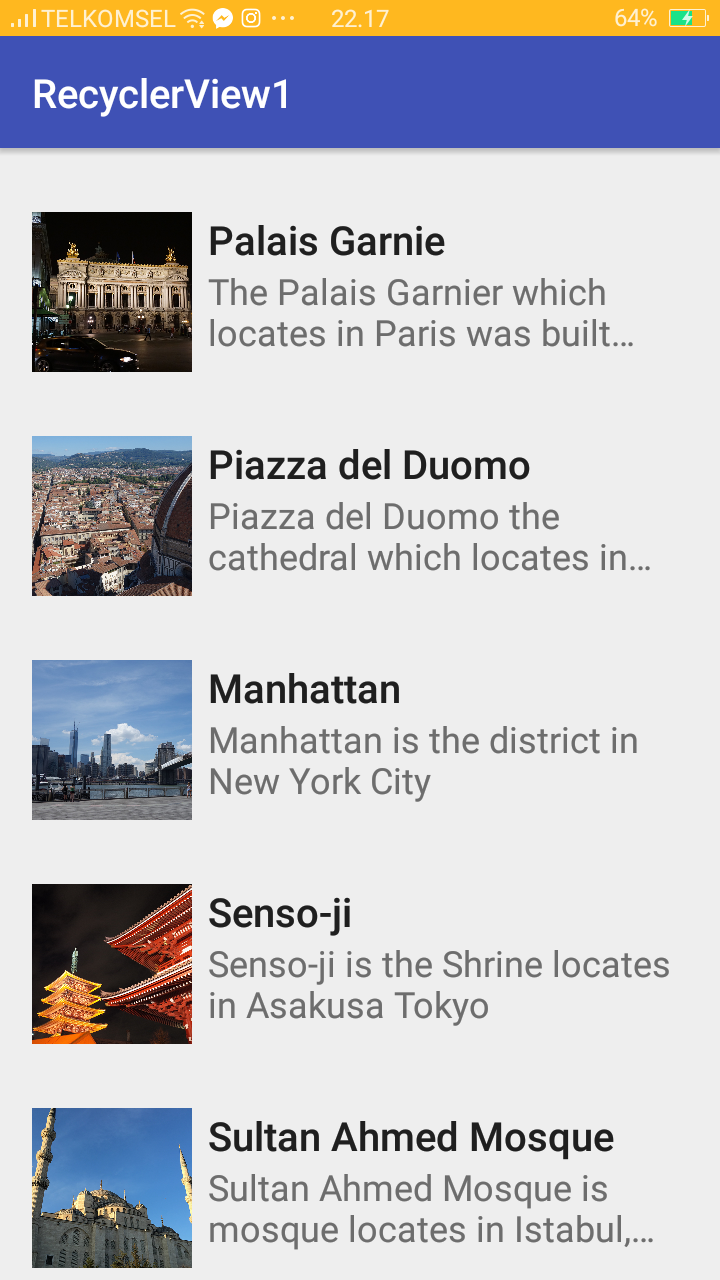 TELKOMSEL 22.17 64%
RecyclerView1
Palais Garnie
The Palais Garnier which
locates in Paris was built…
Piazza del Duomo
Piazza del Duomo the
cathedral which locates in…
Manhattan
Manhattan is the district in
New York City
Senso-ji
Senso-ji is the Shrine locates
in Asakusa Tokyo
Sultan Ahmed Mosque
Sultan Ahmed Mosque is
mosque locates in Istabul,…